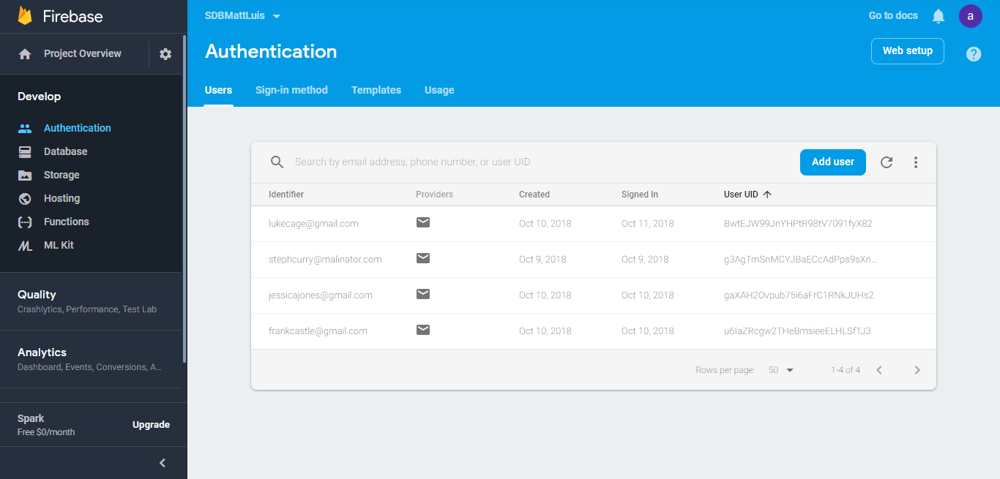 Firebase
Project Overview
Develop
Authentication
Database
Storage
Hosting
Functions
ML Kit
Quality
Crashlytics, Performance, Test Lab
Analytics
Dashboard, Events, Conversions, A...
Spark
Free $0/month
Upgrade
SDBMattLuis
Go to docs
a
Authentication
Web setup
?
Users Sign-in method Templates Usage
Search by email address, phone number, or user UID
Add user
Identifier Providers Created Signed In User UID
lukecage@gmail.com Oct 10, 2018 Oct 11, 2018 BwtEJW99JnYHPtR98tV7091fyX82
stephcurry@malinator.com Oct 9, 2018 Oct 9, 2018 g3AgTmSnMCYJBaECcAdPps9sXn...
jessicajones@gmail.com Oct 10, 2018 Oct 10, 2018 gaXAH2Ovpub75i6aFrC1RNkJUHs2
frankcastle@gmail.com Oct 10, 2018 Oct 10, 2018 u6IaZRcgw2THeBmsieeELHLSfTJ3
Rows per page: 50 1-4 of 4